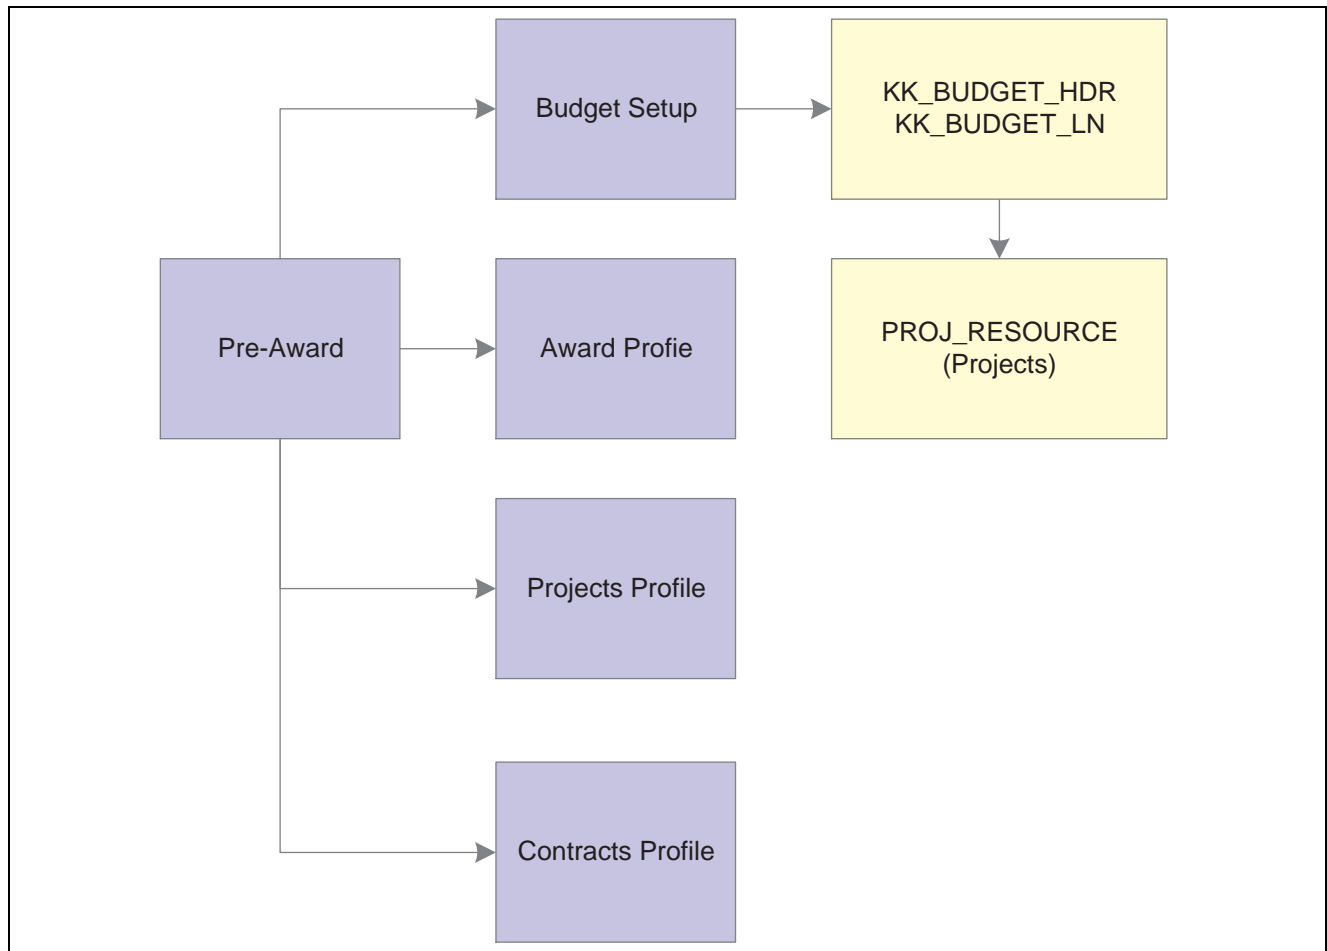 Budget Setup
KK_BUDGET_HDR
KK_BUDGET_LN
Pre-Award
Award Profie
PROJ_RESOURCE
(Projects)
Projects Profile
Contracts Profile